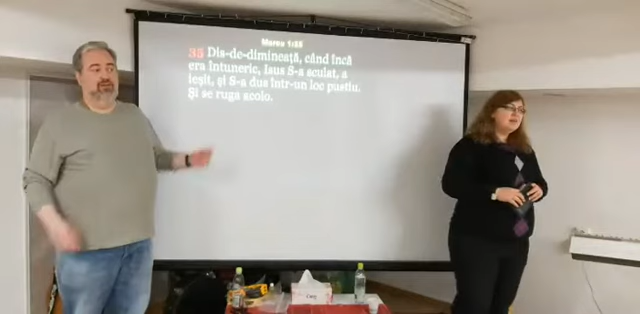 Marcu 1:35
35 Dis-de-dimineață, când încă
era întuneric, Isus S-a sculat, a
ieșit, și S-a dus într-un loc pustiu.
Și se ruga acolo.